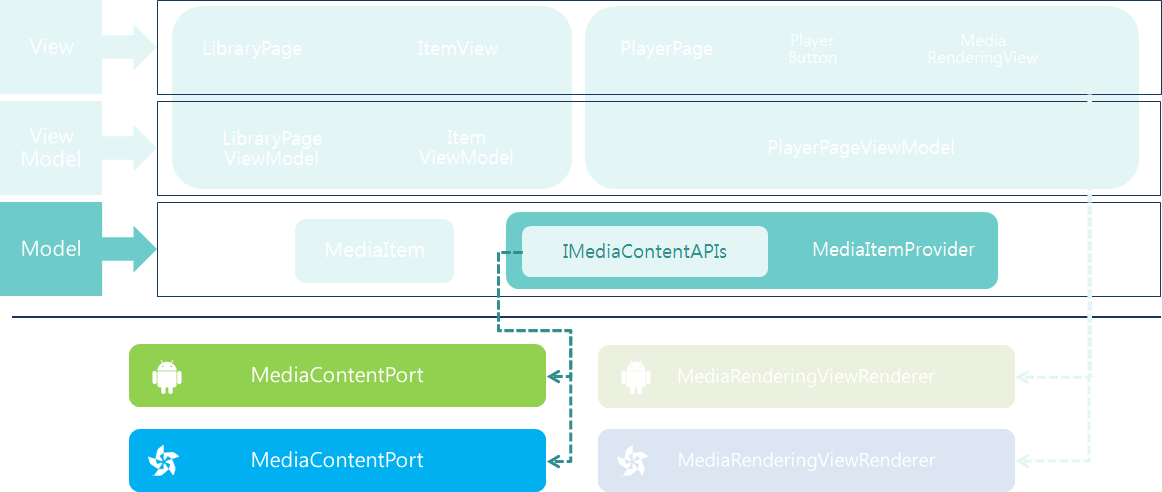 View
LibraryPage
ItemView
PlayerPage
Player
Button
Media
RenderingView
View
Model
LibraryPage
ViewModel
Item
ViewModel
PlayerPageViewModel
Model
MediaItem
IMediaContentAPIs
MediaItemProvider
MediaContentPort
MediaRenderingViewRenderer
MediaContentPort
MediaRenderingViewRenderer